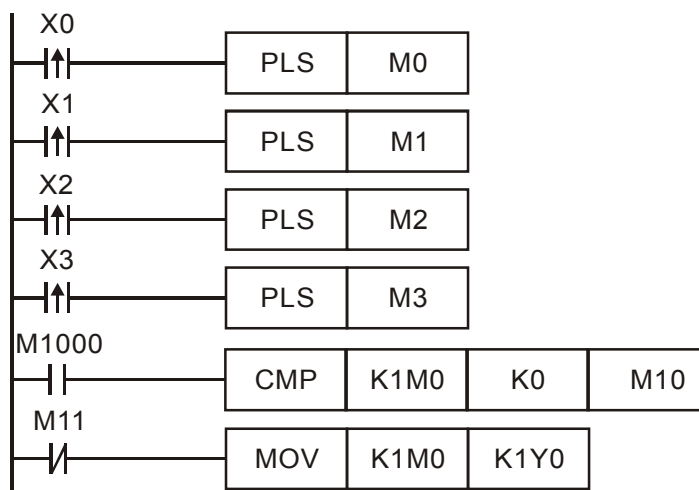 X0
PLS M0
X1
PLS M1
X2
PLS M2
X3
PLS M3
M1000
CMP K1M0 K0 M10
M11
MOV K1M0 K1Y0